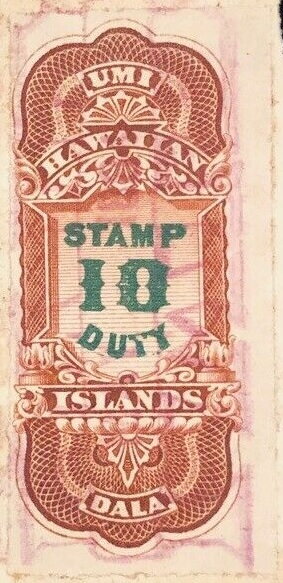 UMI
HAWAIIAN
STAMP
10
DUTY
ISLANDS
DALA